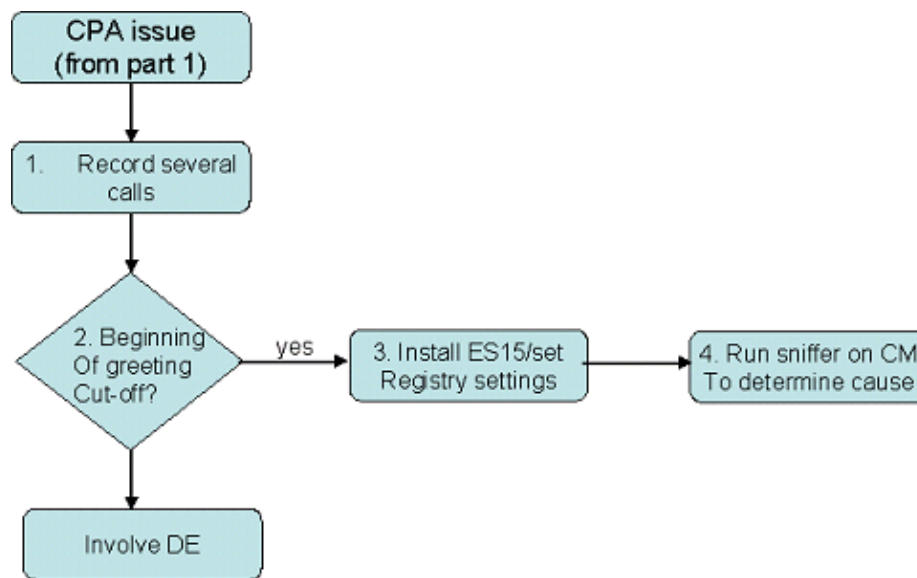 CPA issue
(from part 1)
1. Record several
calls
2. Beginning
Of greeting
Cut-off?
yes
3. Install ES15/set
Registry settings
4. Run sniffer on CM
To determine cause
Involve DE